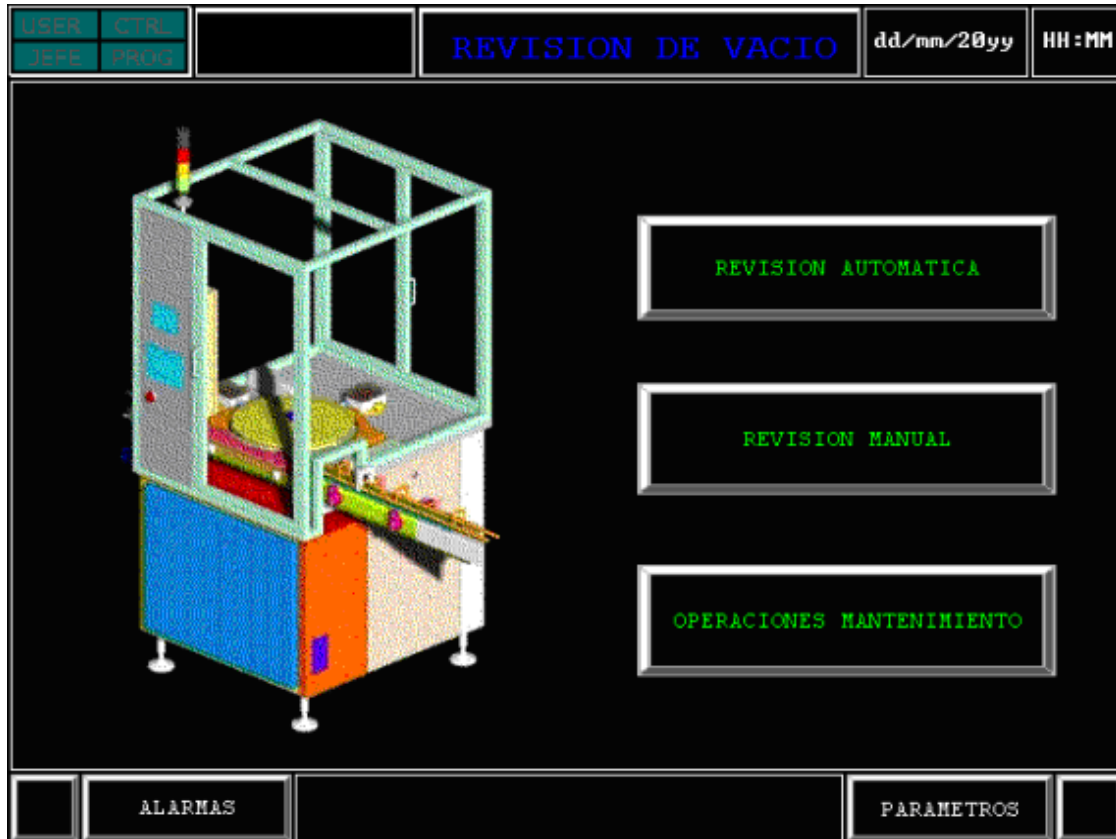 USER CTRL
JEFE PROG
REVISION DE VACIO
dd/mm/20yy
HH:MM
REVISION AUTOMATICA
REVISION MANUAL
OPERACIONES MANTENIMIENTO
ALARMAS
PARAMETROS